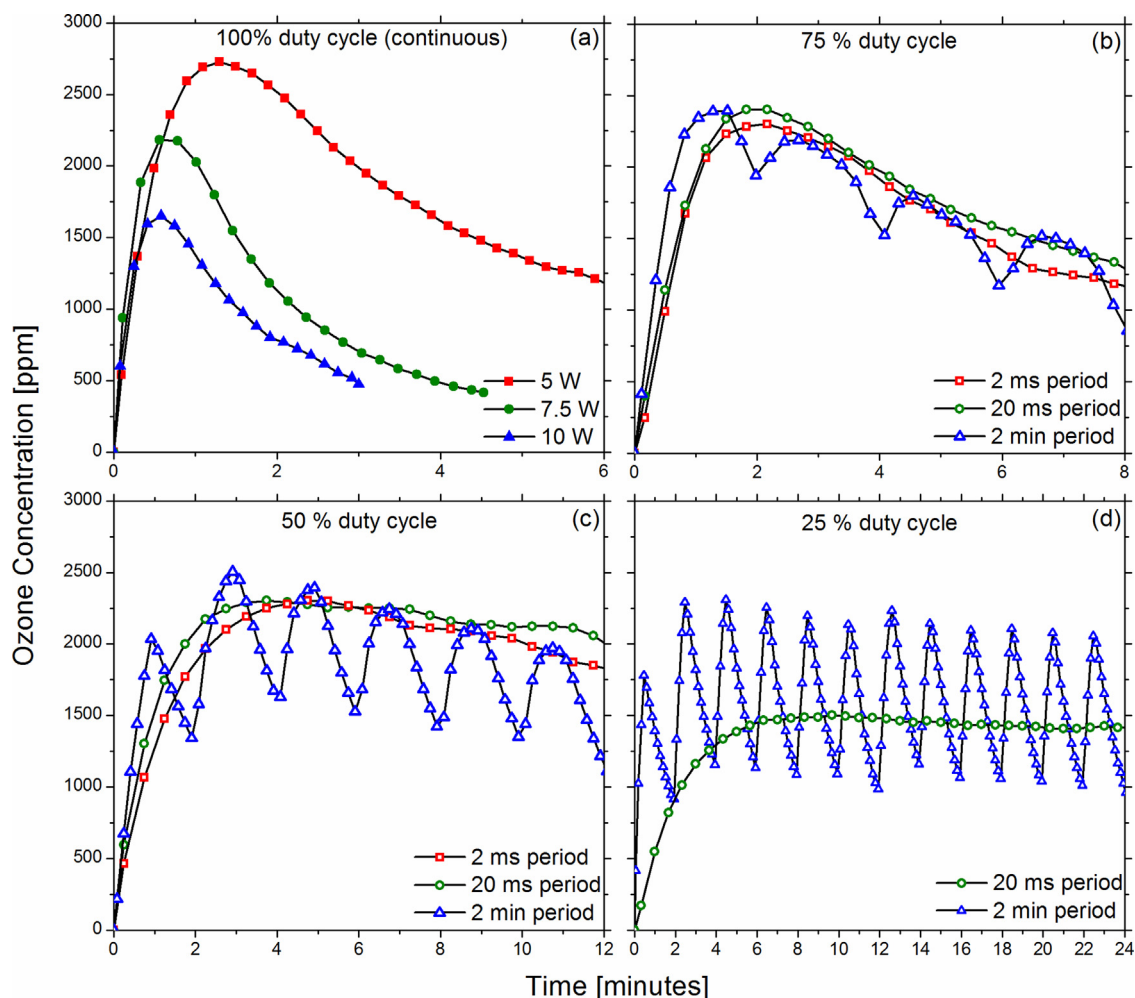 Ozone Concentration [ppm]
100% duty cycle (continuous) (a)
3000
2500
2000
1500
1000
500
0
0 2 4 6
5 W
7.5 W
10 W
75 % duty cycle (b)
0 2 4 6 8
2 ms period
20 ms period
2 min period
50 % duty cycle (c)
3000
2500
2000
1500
1000
500
0
0 2 4 6 8 10 12
2 ms period
20 ms period
2 min period
25 % duty cycle (d)
0 2 4 6 8 10 12 14 16 18 20 22 24
20 ms period
2 min period
Time [minutes]